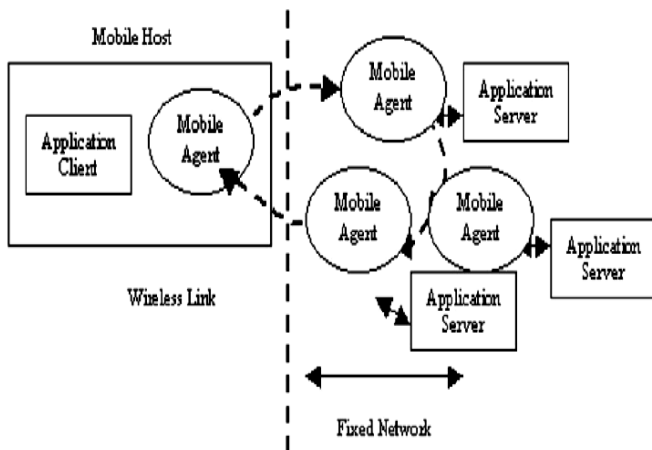 Mobile Host
Application
Client
Mobile
Agent
Wireless Link
Mobile
Agent
Application
Server
Mobile
Agent
Mobile
Agent
Application
Server
Application
Server
Fixed Network